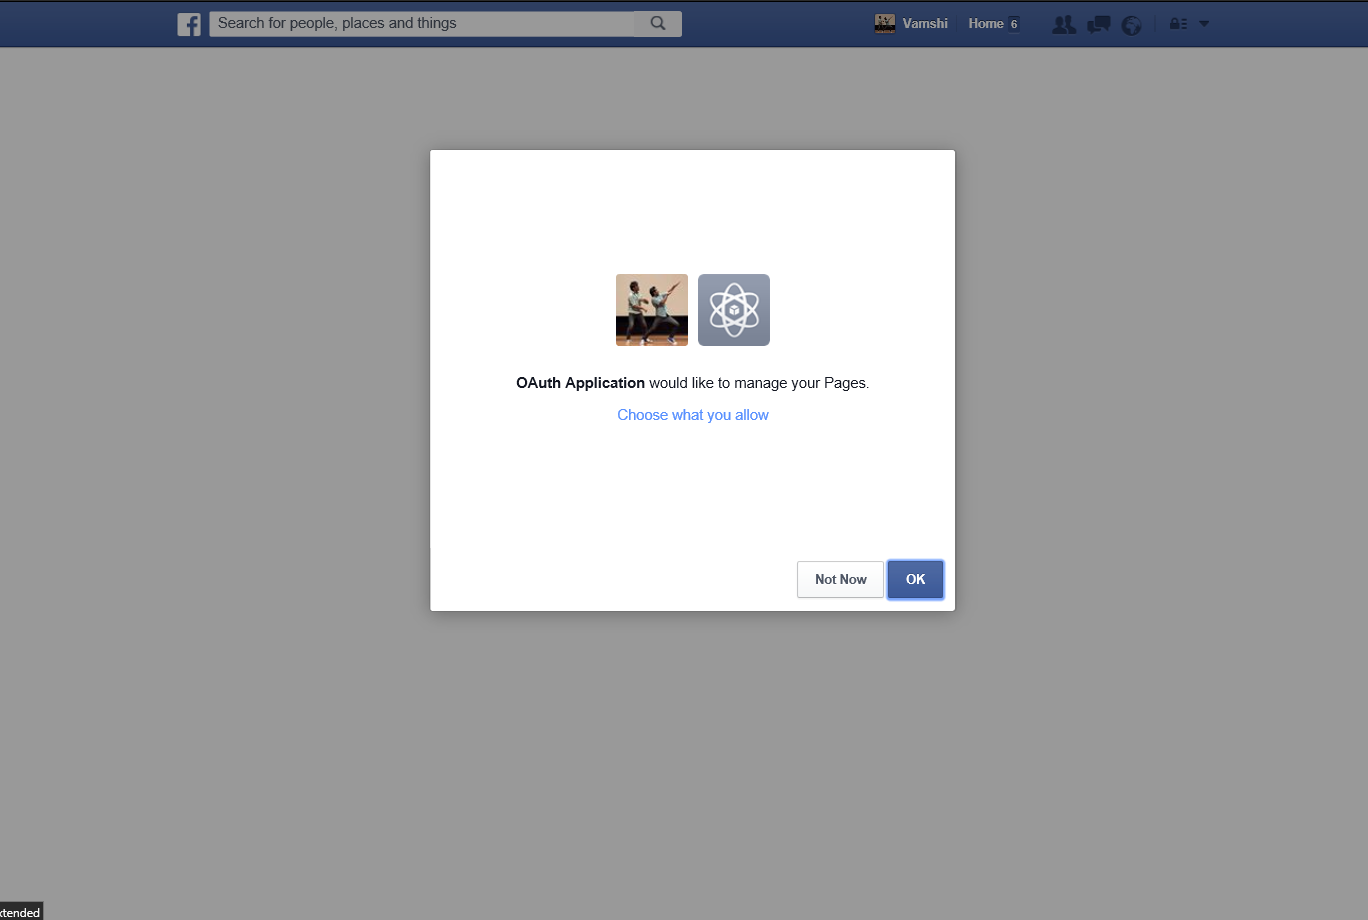 Search for people, places and things
Vamshi
Home 6
OAuth Application would like to manage your Pages.
Choose what you allow
Not Now
OK
xtended